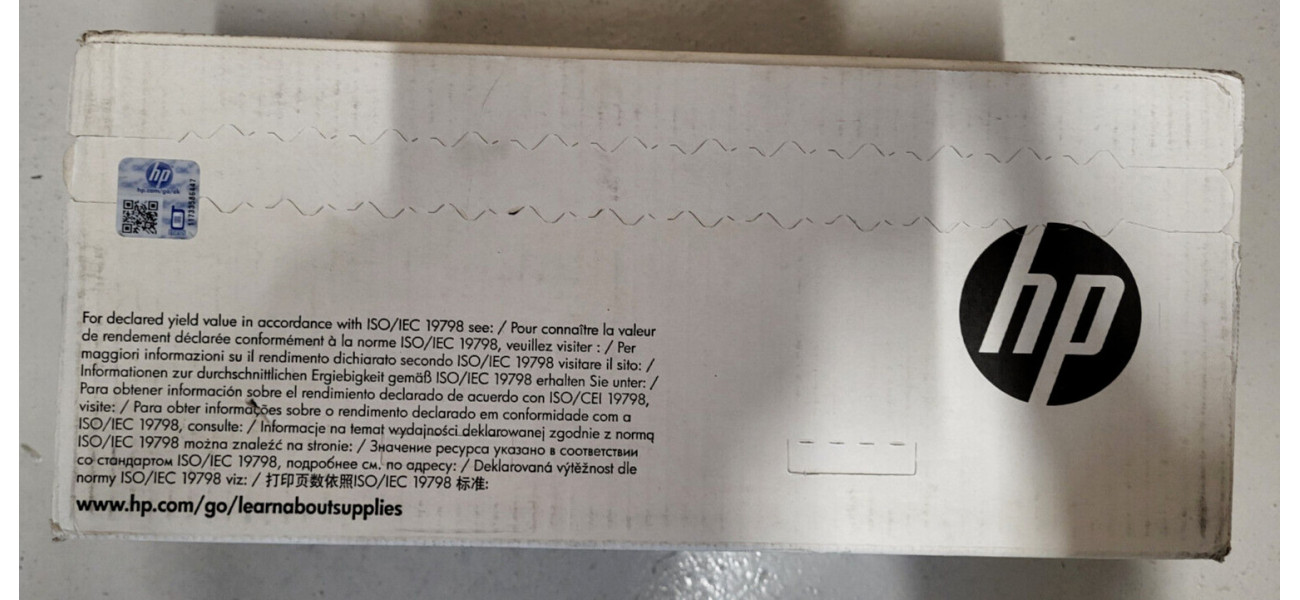 hp
hp
For declared yield value in accordance with ISO/IEC 19798 see: / Pour connaître la valeur
de rendement déclarée conformément à la norme ISO/IEC 19798, veuillez visiter : / Per
maggiori informazioni su il rendimento dichiarato secondo ISO/IEC 19798 visitare il sito: /
Informationen zur durchschnittlichen Ergiebigkeit gemäß ISO/IEC 19798 erhalten Sie unter: /
Para obtener información sobre el rendimiento declarado de acuerdo con ISO/CEI 19798,
visite: / Para obter informações sobre o rendimento declarado em conformidade com a
ISO/IEC 19798, consulte: / Informacje na temat wydajności deklarowanej zgodnie z normą
ISO/IEC 19798 można znaleźć na stronie: / Значение ресурса указано в соответствии
со стандартом ISO/IEC 19798, подробнее см. по адресу: / Deklarovaná výtěžnost dle
normy ISO/IEC 19798 viz: / 打印页数依照ISO/IEC 19798 标准:
www.hp.com/go/learnaboutsupplies